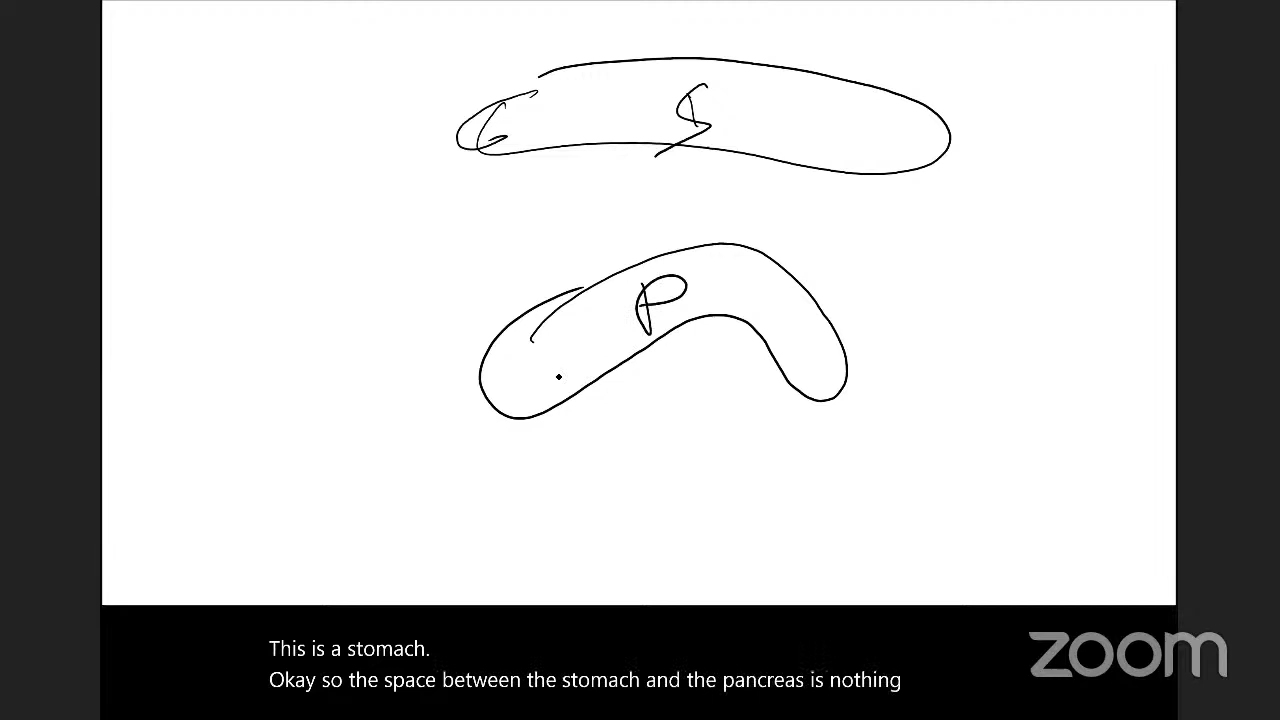 S
P
This is a stomach.
Okay so the space between the stomach and the pancreas is nothing
zoom